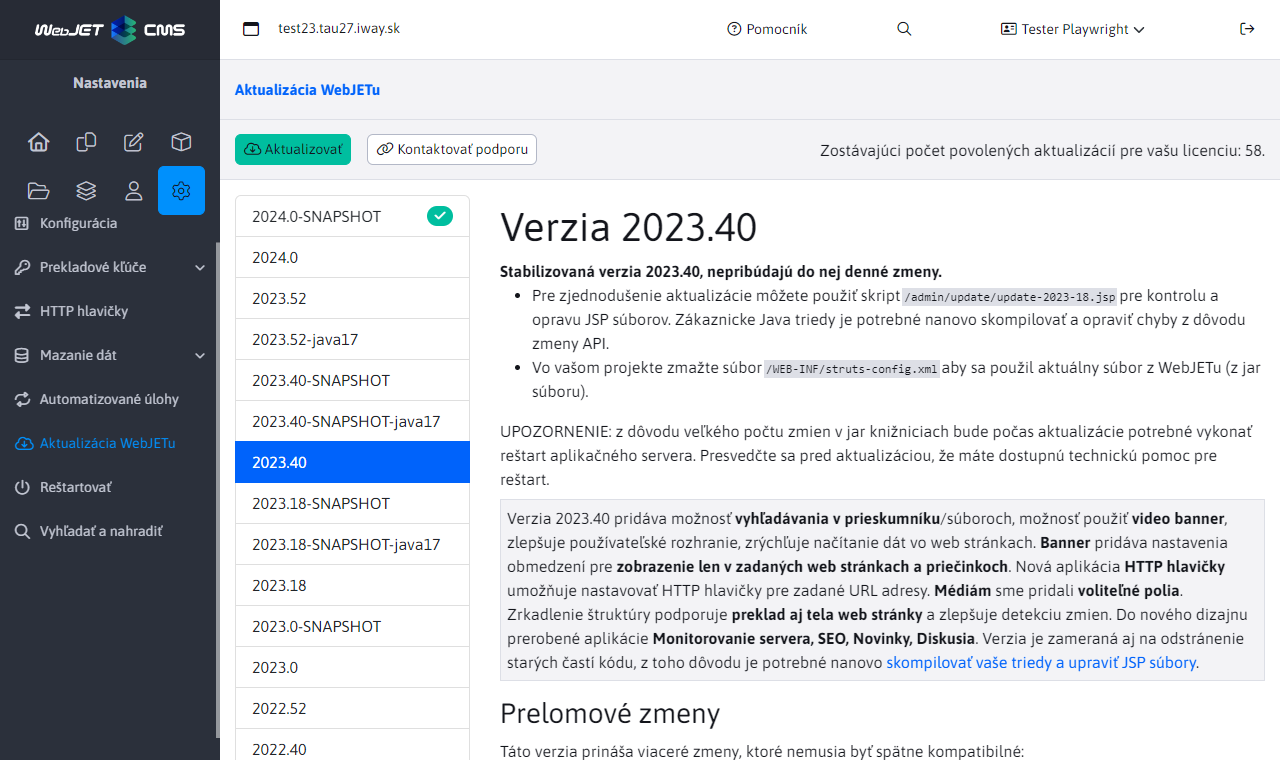 WebJET CMS
Nastavenia
Konfigurácia
Prekladové kľúče
HTTP hlavičky
Mazanie dát
Automatizované úlohy
Aktualizácia WebJETu
Reštartovať
Vyhľadať a nahradiť
test23.tau27.iway.sk
Pomocník
Tester Playwright
Aktualizácia WebJETu
Aktualizovať
Kontaktovať podporu
Zostávajúci počet povolených aktualizácií pre vašu licenciu: 58.
2024.0-SNAPSHOT
2024.0
2023.52
2023.52-java17
2023.40-SNAPSHOT
2023.40-SNAPSHOT-java17
2023.40
2023.18-SNAPSHOT
2023.18-SNAPSHOT-java17
2023.18
2023.0-SNAPSHOT
2023.0
2022.52
2022.40
Verzia 2023.40
Stabilizovaná verzia 2023.40, nepribúdajú do nej denné zmeny.
• Pre zjednodušenie aktualizácie môžete použiť skript /admin/update/update-2023-18.jsp pre kontrolu a
opravu JSP súborov. Zákaznicke Java triedy je potrebné nanovo skompilovať a opraviť chyby z dôvodu
zmeny API.
• Vo vašom projekte zmažte súbor /WEB-INF/struts-config.xml aby sa použil aktuálny súbor z WebJETu (z jar
súboru).
UPOZORNENIE: z dôvodu veľkého počtu zmien v jar knižniciach bude počas aktualizácie potrebné vykonať
reštart aplikačného servera. Presvedčte sa pred aktualizáciou, že máte dostupnú technickú pomoc pre
reštart.
Verzia 2023.40 pridáva možnosť vyhľadávania v prieskumníku/súboroch, možnosť použiť video banner,
zlepšuje používateľské rozhranie, zrýchľuje načítanie dát vo web stránkach. Banner pridáva nastavenia
obmedzení pre zobrazenie len v zadaných web stránkach a priečinkoch. Nová aplikácia HTTP hlavičky
umožňuje nastavovať HTTP hlavičky pre zadané URL adresy. Médiám sme pridali voliteľné polia.
Zrkadlenie štruktúry podporuje preklad aj tela web stránky a zlepšuje detekciu zmien. Do nového dizajnu
prerobené aplikácie Monitorovanie servera, SEO, Novinky, Diskusia. Verzia je zameraná aj na odstránenie
starých častí kódu, z toho dôvodu je potrebné nanovo skompilovať vaše triedy a upraviť JSP súbory.
Prelomové zmeny
Táto verzia prináša viaceré zmeny, ktoré nemusia byť spätne kompatibilné: